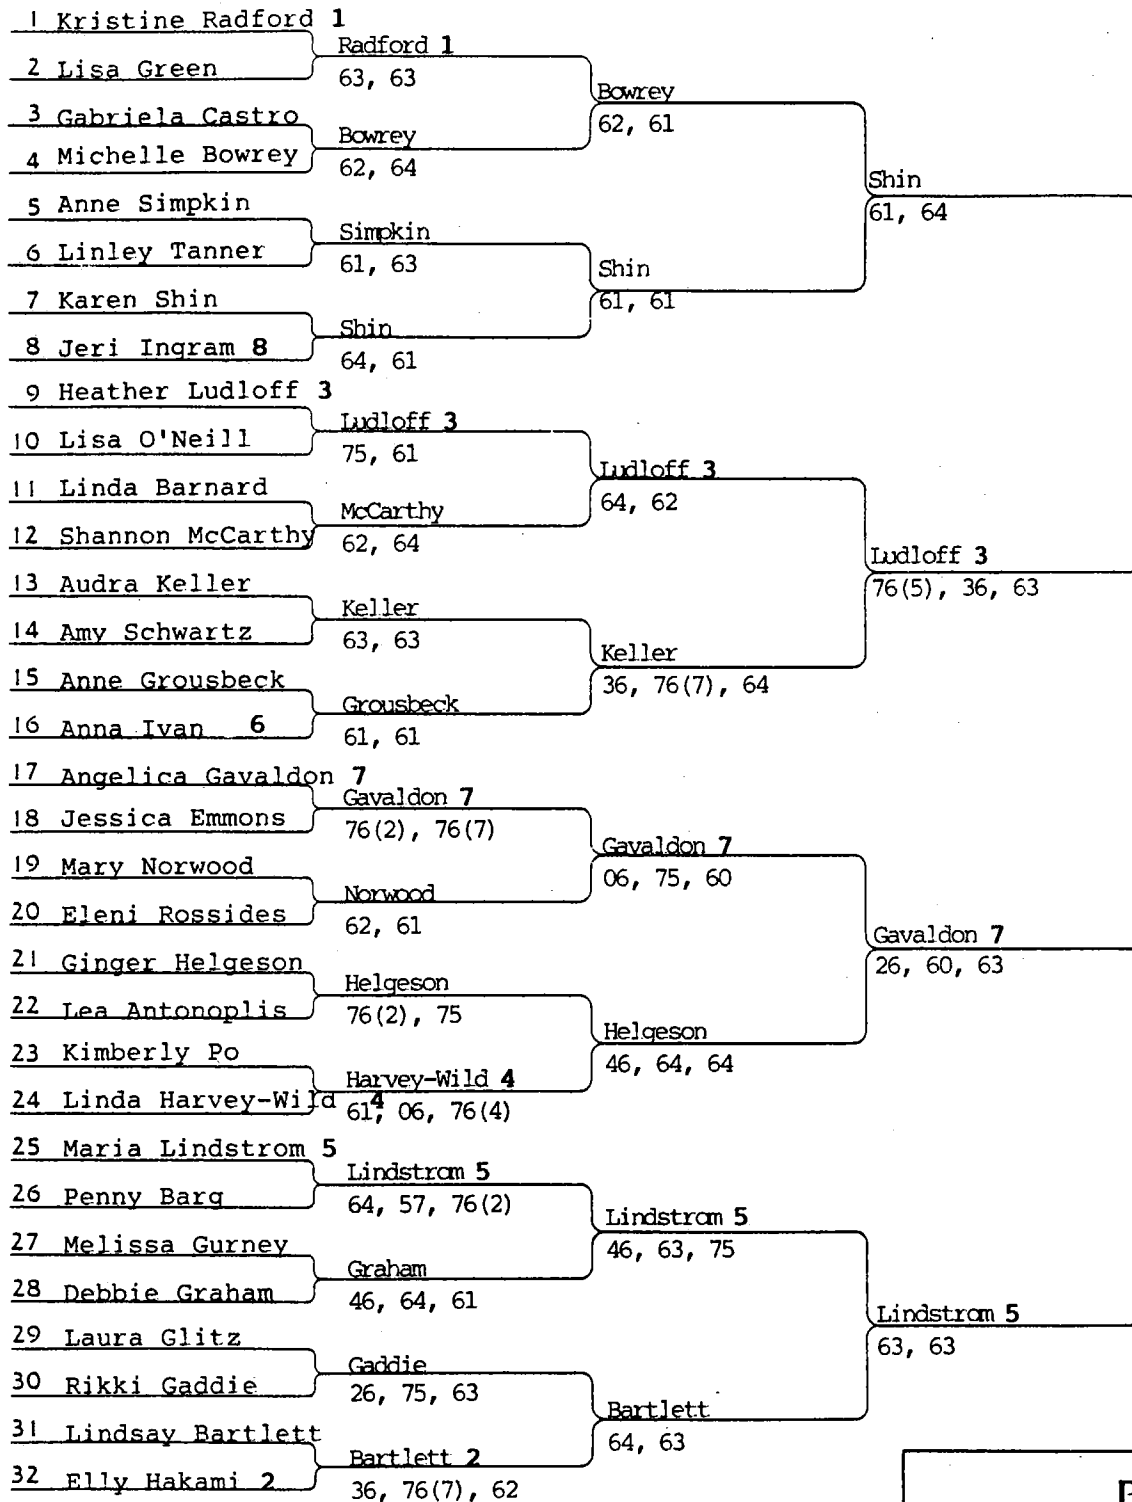 1 Kristine Radford 1
2 Lisa Green
3 Gabriela Castro
4 Michelle Bowrey
5 Anne Simpkin
6 Linley Tanner
7 Karen Shin
8 Jeri Ingram 8
9 Heather Ludloff 3
10 Lisa O'Neill
11 Linda Barnard
12 Shannon McCarthy
13 Audra Keller
14 Amy Schwartz
15 Anne Grousbeck
16 Anna Ivan 6
17 Angelica Gavaldon 7
18 Jessica Emmons
19 Mary Norwood
20 Eleni Rossides
21 Ginger Helgeson
22 Lea Antonoplis
23 Kimberly Po
24 Linda Harvey-Wild 4
25 Maria Lindstrom 5
26 Penny Barg
27 Melissa Gurney
28 Debbie Graham
29 Laura Glitz
30 Rikki Gaddie
31 Lindsay Bartlett
32 Elly Hakami 2
Radford 1
63, 63
Bowrey
62, 64
Simpkin
61, 63
Shin
64, 61
Ludloff 3
75, 61
McCarthy
62, 64
Keller
63, 63
Grousbeck
61, 61
Gavaldon 7
76(2), 76(7)
Norwood
62, 61
Helgeson
76(2), 75
Harvey-Wild 4
61, 06, 76(4)
Lindstrom 5
64, 57, 76(2)
Graham
46, 64, 61
Gaddie
26, 75, 63
Bartlett 2
36, 76(7), 62
Bowrey
62, 61
Shin
61, 61
Ludloff 3
64, 62
Keller
36, 76(7), 64
Gavaldon 7
06, 75, 60
Helgeson
46, 64, 64
Lindstrom 5
46, 63, 75
Bartlett
64, 63
Shin
61, 64
Ludloff 3
76(5), 36, 63
Gavaldon 7
26, 60, 63
Lindstrom 5
63, 63